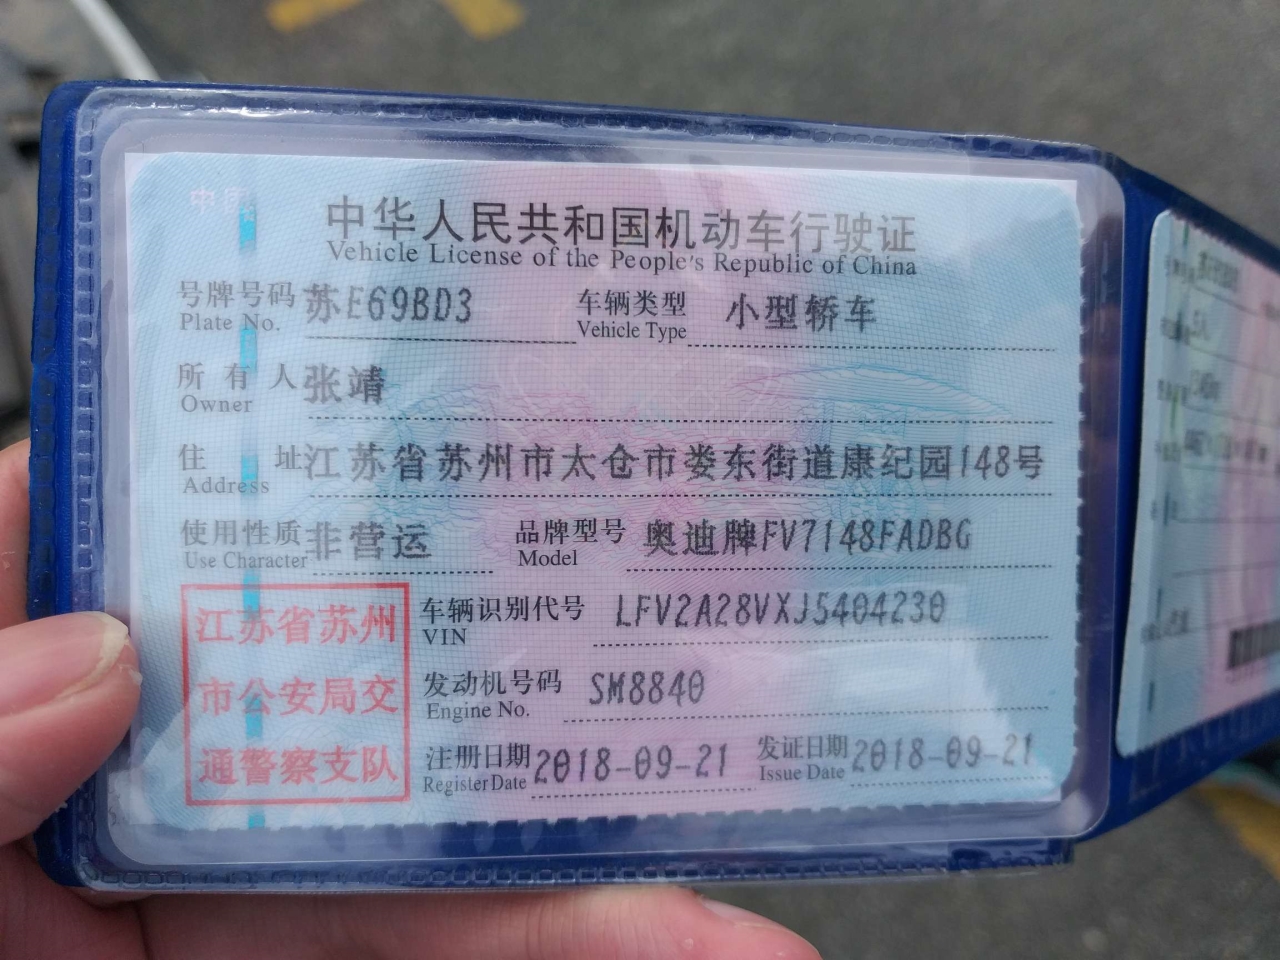 中华人民共和国机动车行驶证
Vehicle License of the People's Republic of China
号牌号码 苏E69BD3 车辆类型 小型轿车
Plate No. Vehicle Type
所有人 张靖
Owner
住址 江苏省苏州市太仓市娄东街道康纪园148号
Address
使用性质 非营运 品牌型号 奥迪牌FV7148FADBG
Use Character Model
江苏省苏州
市公安局交
通警察支队
车辆识别代号 LFV2A28VXJ5404230
VIN
发动机号码 SM8840
Engine No.
注册日期 2018-09-21 发证日期 2018-09-21
Register Date Issue Date